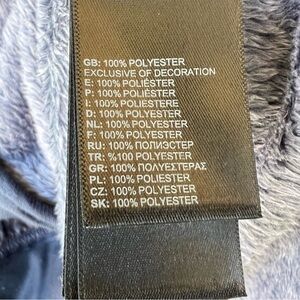 GB: 100% POLYESTER
EXCLUSIVE OF DECORATION
E: 100% POLIÉSTER
P: 100% POLIÉSTER
I: 100% POLIESTERE
D: 100% POLYESTER
NL: 100% POLYESTER
F: 100% POLYESTER
RU: 100% ПОЛИЭСТЕР
TR: %100 POLYESTER
GR: 100% ΠΟΛΥΕΣΤΕΡΑΣ
PL: 100% POLIESTER
CZ: 100% POLYESTER
SK: 100% POLYESTER